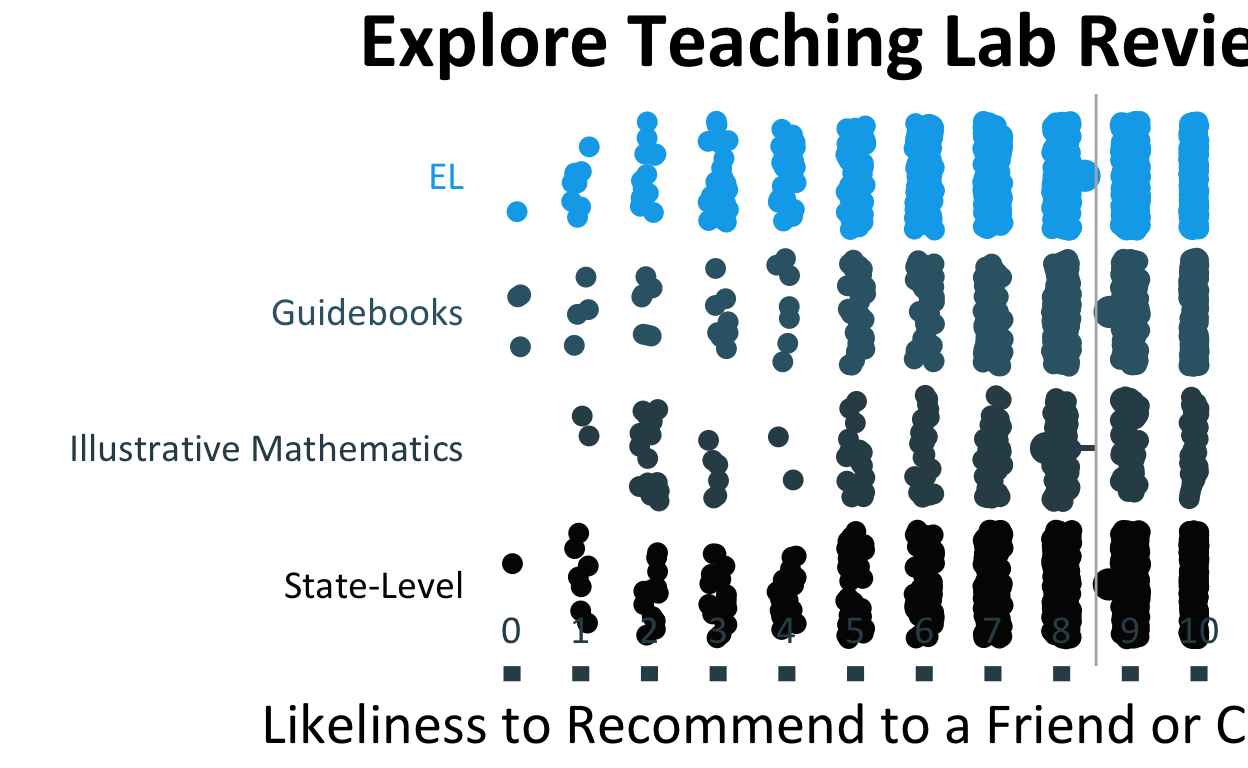 Explore Teaching Lab Revie
EL
Guidebooks
Illustrative Mathematics
State-Level
0 1 2 3 4 5 6 7 8 9 10
Likeliness to Recommend to a Friend or C